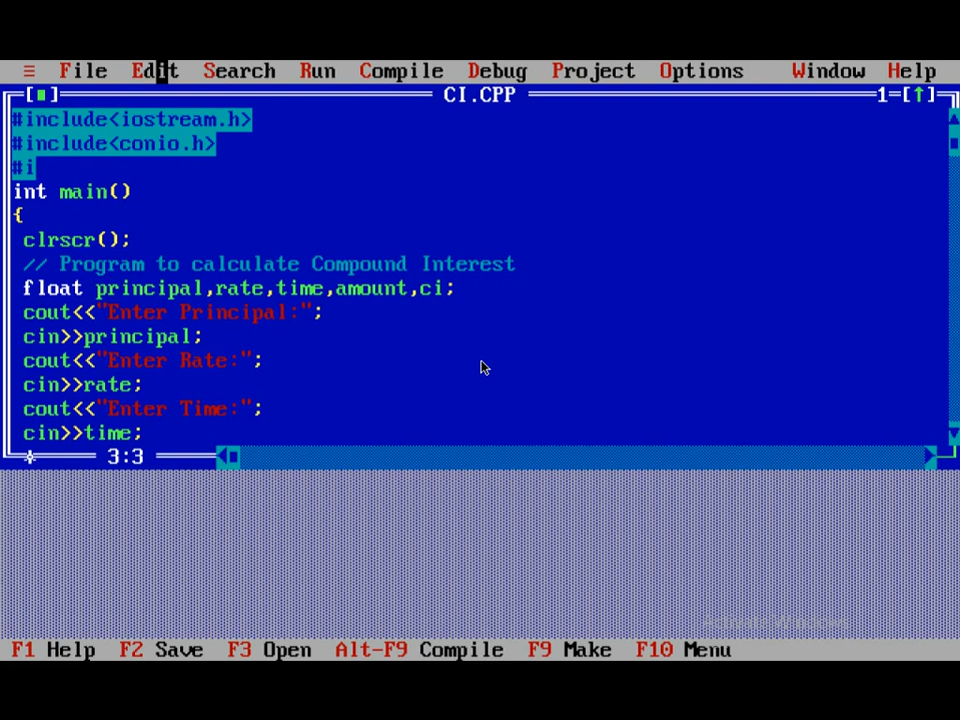 ≡ File Edit Search Run Compile Debug Project Options Window Help
[■] CI.CPP 1=[↑]
#include<iostream.h>
#include<conio.h>
#i
int main()
{
clrscr();
// Program to calculate Compound Interest
float principal,rate,time,amount,ci;
cout<<"Enter Principal:";
cin>>principal;
cout<<"Enter Rate:";
cin>>rate;
cout<<"Enter Time:";
cin>>time;
3:3
Activate Windows
F1 Help F2 Save F3 Open Alt-F9 Compile F9 Make F10 Menu